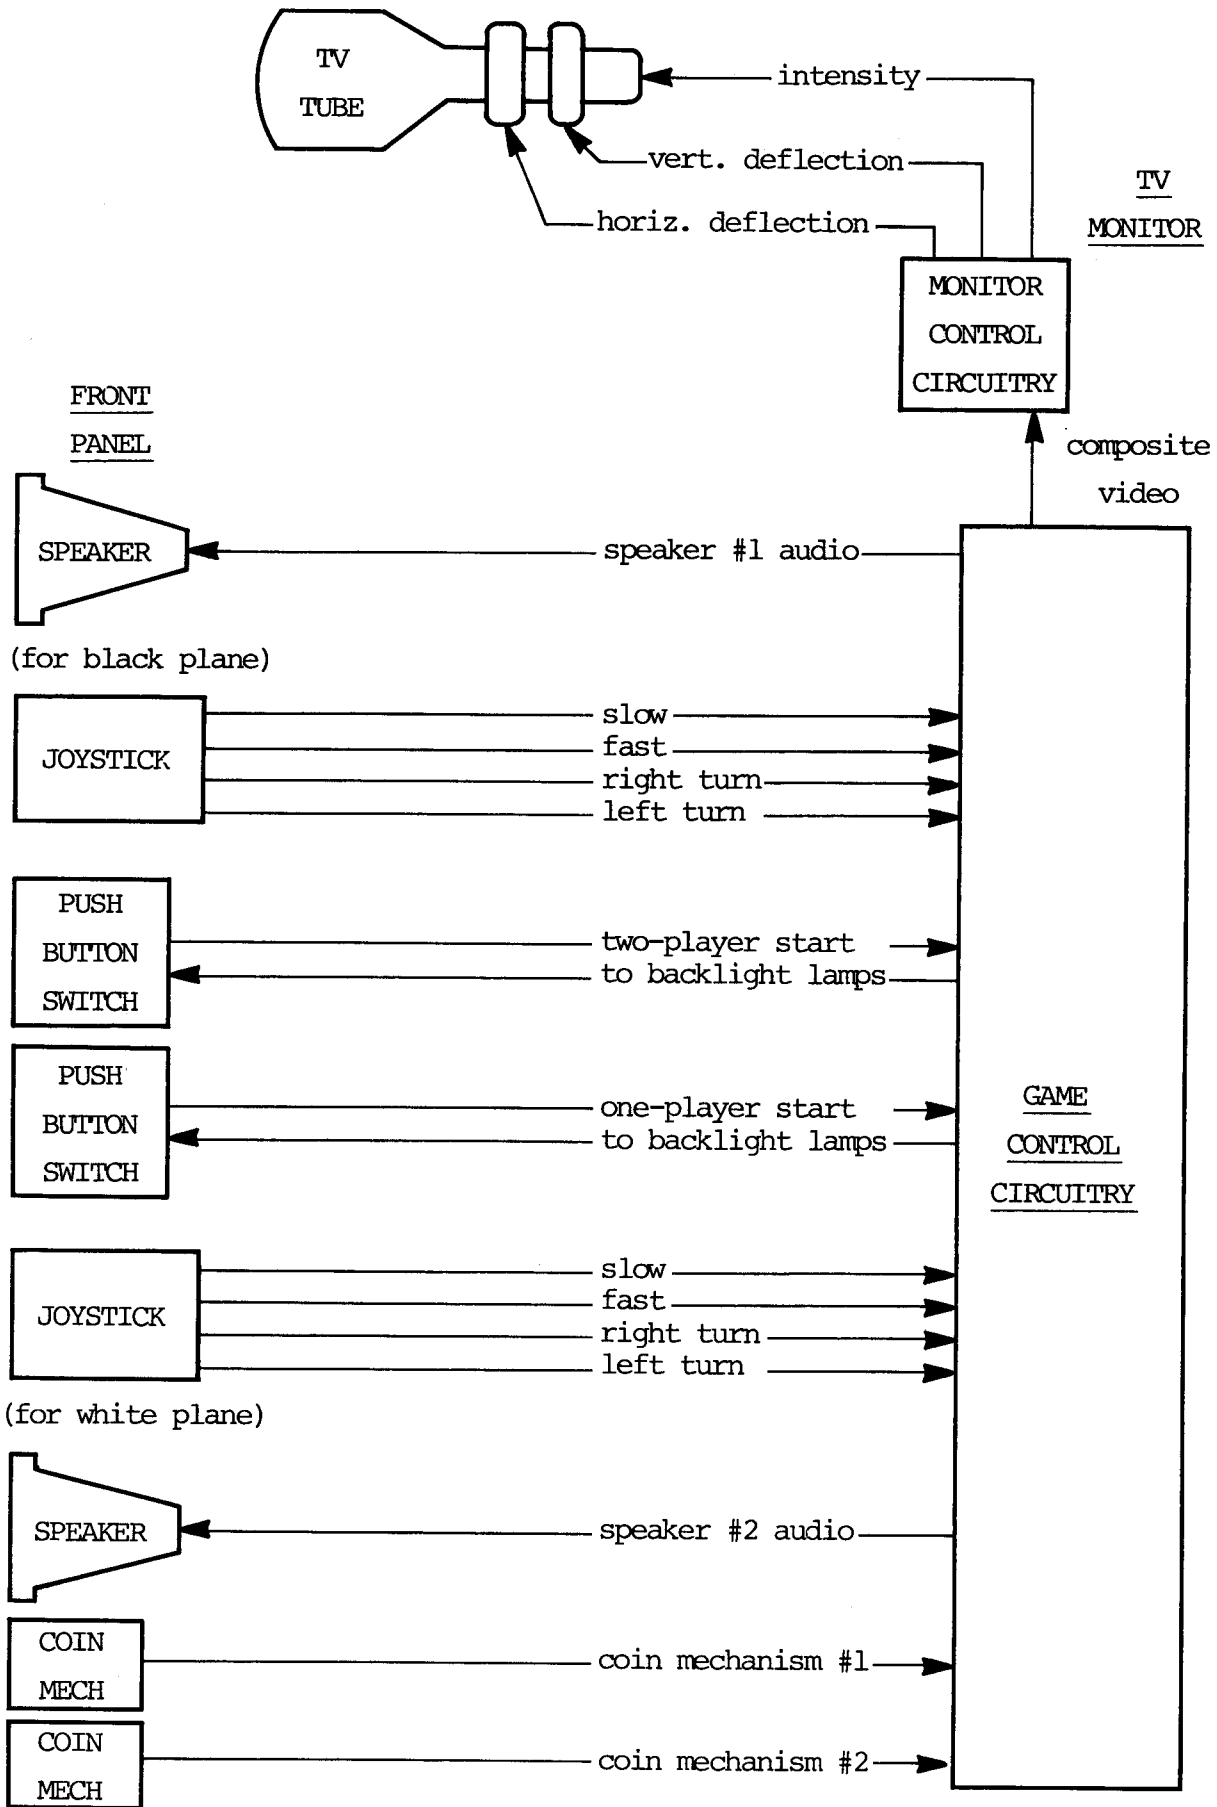 TV
TUBE
intensity
vert. deflection
horiz. deflection
TV
MONITOR
MONITOR
CONTROL
CIRCUITRY
composite
video
FRONT
PANEL
SPEAKER
speaker #1 audio
(for black plane)
JOYSTICK
slow
fast
right turn
left turn
PUSH
BUTTON
SWITCH
two-player start
to backlight lamps
PUSH
BUTTON
SWITCH
one-player start
to backlight lamps
GAME
CONTROL
CIRCUITRY
JOYSTICK
slow
fast
right turn
left turn
(for white plane)
SPEAKER
speaker #2 audio
COIN
MECH
coin mechanism #1
COIN
MECH
coin mechanism #2